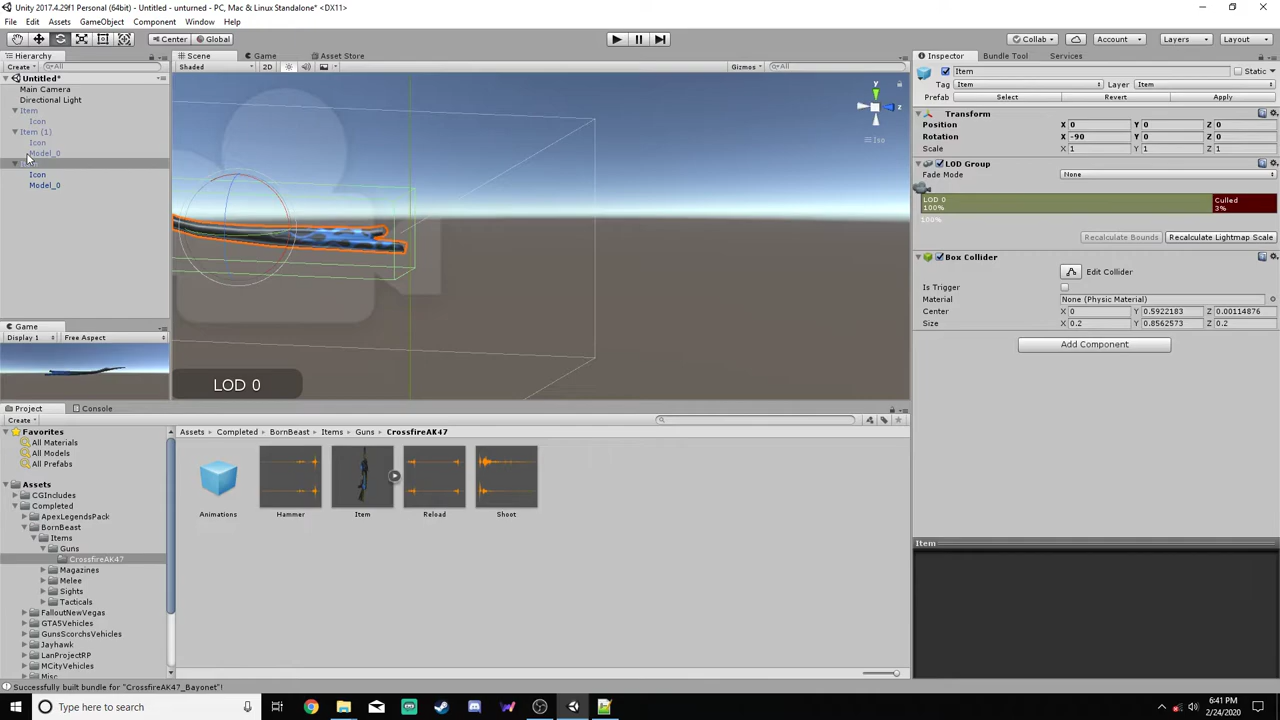 Unity 2017.4.29f1 Personal (64bit) - Untitled - unturned - PC, Mac & Linux Standalone* <DX11>
File Edit Assets GameObject Component Window Help
Center Global Collab Account Layers Layout
Hierarchy Scene Game Asset Store Inspector Bundle Tool Services
Create All Shaded 2D Gizmos All Item Static
Untitled* Tag Item Layer Item
Main Camera Prefab Select Revert Apply
Directional Light
Item Transform
Icon Position X 0 Y 0 Z 0
Item (1) Rotation X -90 Y 0 Z 0
Icon Scale X 1 Y 1 Z 1
Model_0
LOD Group
Icon Fade Mode None
Model_0
LOD 0 Culled
100% 3%
100%
Recalculate Bounds Recalculate Lightmap Scale
Box Collider
Edit Collider
Is Trigger
Material None (Physic Material)
Center X 0 Y 0.5922183 Z 0.00114876
Size X 0.2 Y 0.8562573 Z 0.2
Add Component
y
z
Iso
LOD 0
Game
Display 1 Free Aspect
Project Console
Create
Favorites
All Materials
All Models
All Prefabs
Assets
CGIncludes
Completed
ApexLegendsPack
BornBeast
Items
Guns
CrossfireAK47
Magazines
Melee
Sights
Tacticals
FalloutNewVegas
GTA5Vehicles
GunsScorchsVehicles
Jayhawk
LanProjectRP
MCityVehicles
Misc
Assets Completed BornBeast Items Guns CrossfireAK47
Animations Hammer Item Reload Shoot
Item
Successfully built bundle for "CrossfireAK47_Bayonet"!
Type here to search
6:41 PM
2/24/2020